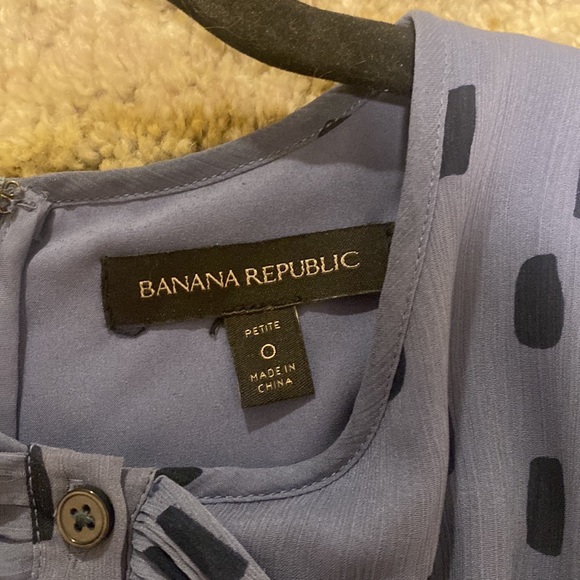 BANANA REPUBLIC
PETITE
0
MADE IN
CHINA